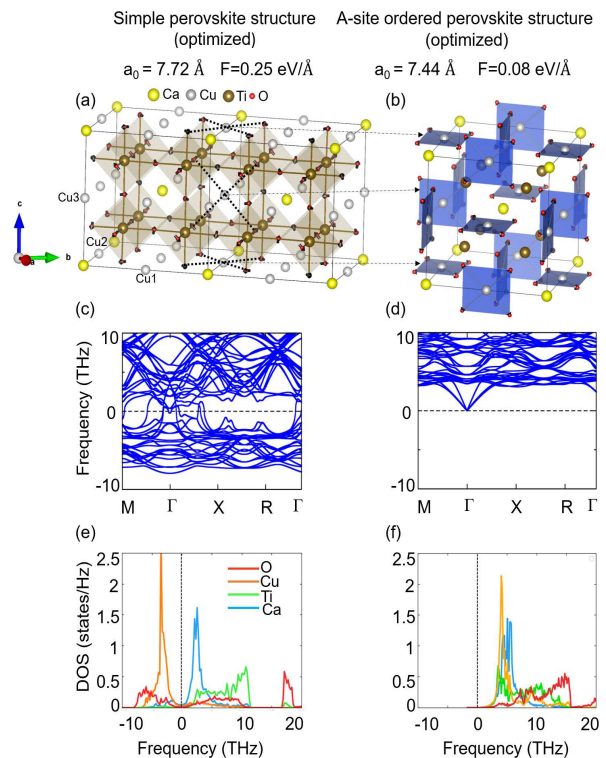 Simple perovskite structure
(optimized)
A-site ordered perovskite structure
(optimized)
a₀ = 7.72 Å F=0.25 eV/Å
a₀ = 7.44 Å F=0.08 eV/Å
Ca Cu Ti O
(a)
(b)
Cu3
Cu2
Cu1
c
a
b
(c)
(d)
10
0
-10
Frequency (THz)
M Γ X R Γ
10
0
-10
M Γ X R Γ
(e)
(f)
2.5
2
1.5
1
0.5
0
DOS (states/Hz)
O
Cu
Ti
Ca
-10 0 10 20
Frequency (THz)
2.5
2
1.5
1
0.5
0
-10 0 10 20
Frequency (THz)